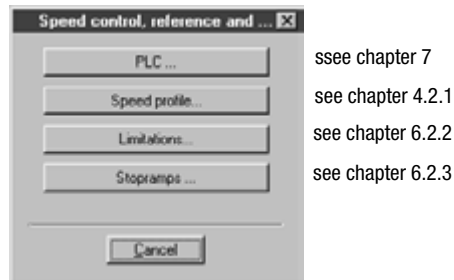 Speed control, reference and ...
PLC ... ssee chapter 7
Speed profile... see chapter 4.2.1
Limitations... see chapter 6.2.2
Stopramps ... see chapter 6.2.3
Cancel